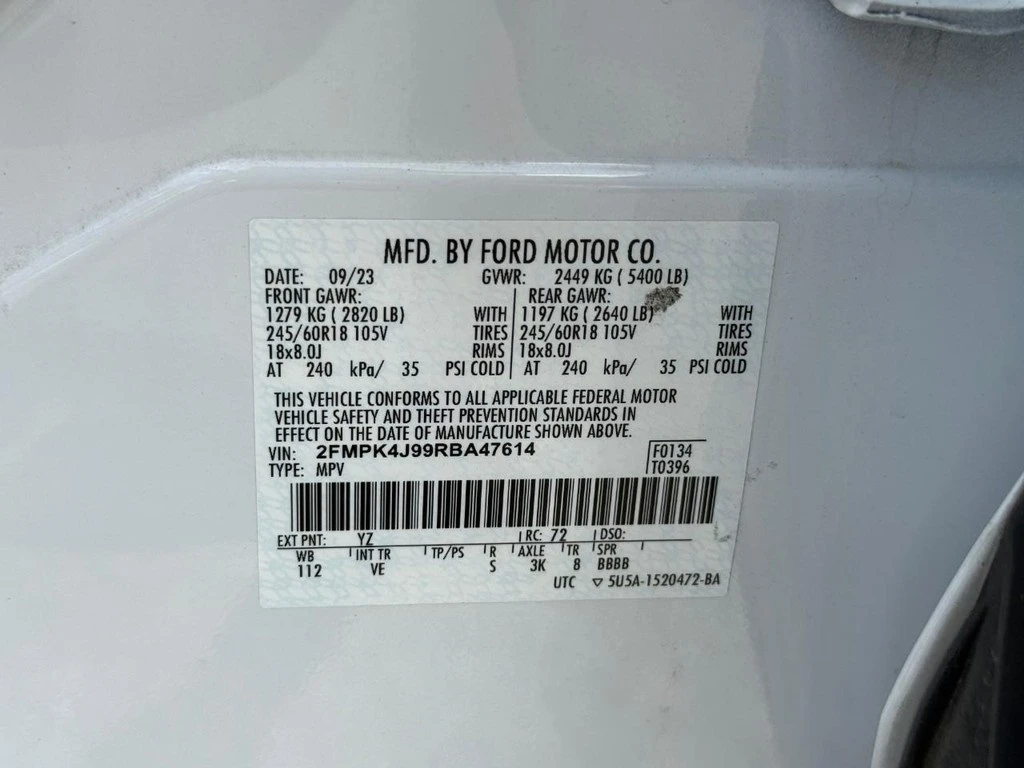 MFD. BY FORD MOTOR CO.
DATE: 09/23 GVWR: 2449 KG ( 5400 LB)
FRONT GAWR: REAR GAWR:
1279 KG ( 2820 LB) WITH 1197 KG ( 2640 LB) WITH
245/60R18 105V TIRES 245/60R18 105V TIRES
18x8.0J RIMS 18x8.0J RIMS
AT 240 kPa/ 35 PSI COLD AT 240 kPa/ 35 PSI COLD
THIS VEHICLE CONFORMS TO ALL APPLICABLE FEDERAL MOTOR
VEHICLE SAFETY AND THEFT PREVENTION STANDARDS IN
EFFECT ON THE DATE OF MANUFACTURE SHOWN ABOVE.
VIN: 2FMPK4J99RBA47614 F0134
TYPE: MPV T0396
EXT PNT: YZ RC: 72 DSO:
WB INT TR TP/PS R AXLE TR SPR
112 VE S 3K 8 BBBB
UTC ▽ 5U5A-1520472-BA